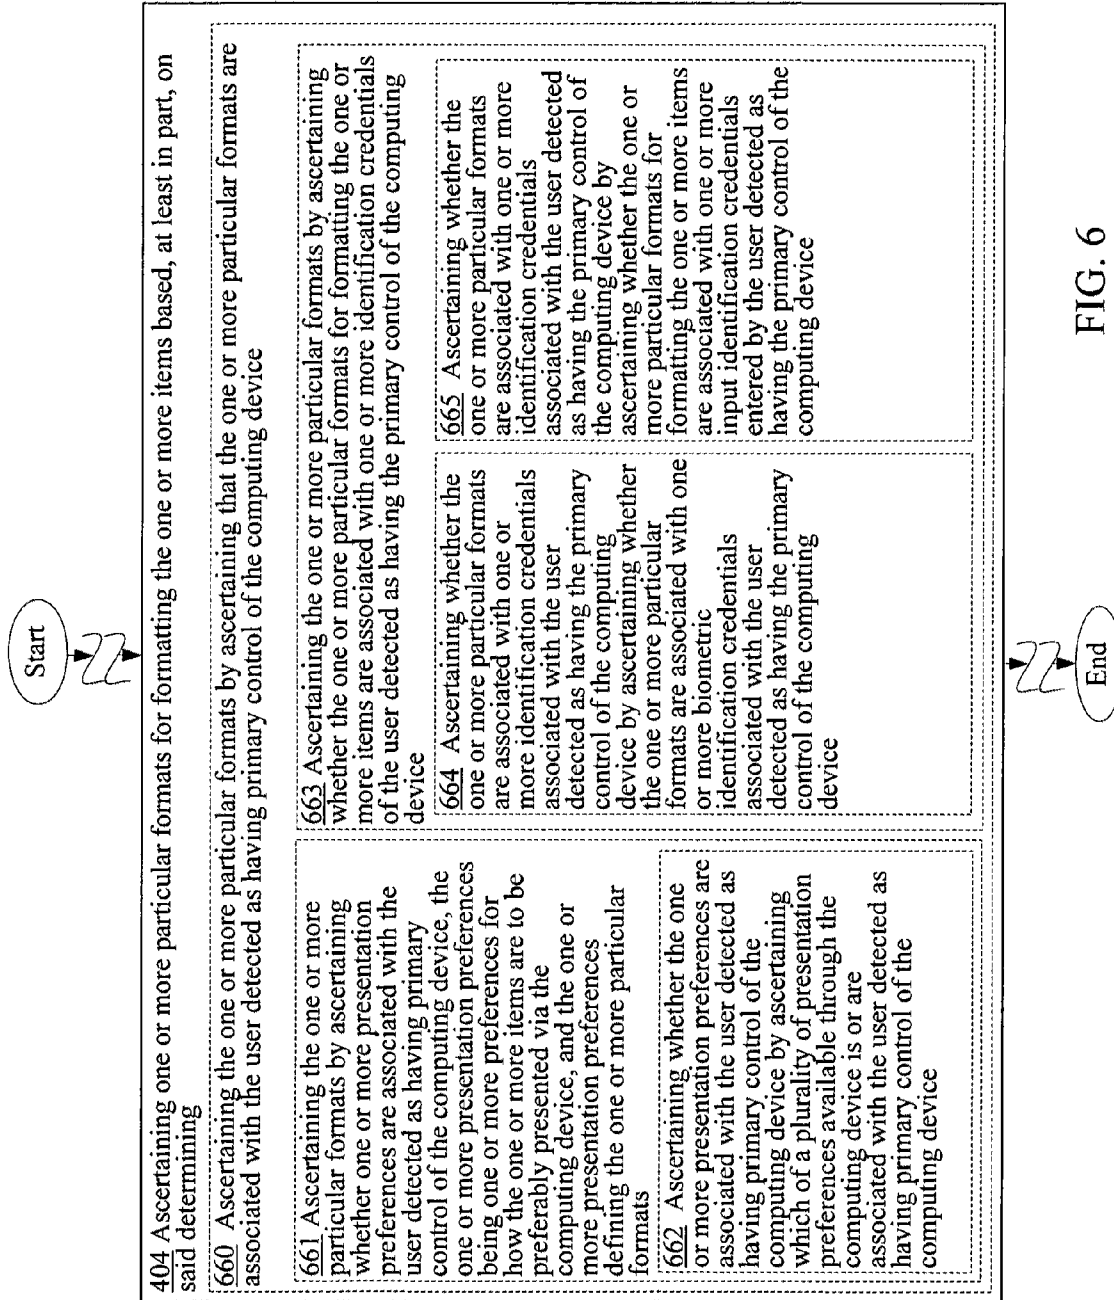 Start
404 Ascertaining one or more particular formats for formatting the one or more items based, at least in part, on
said determining
660 Ascertaining the one or more particular formats by ascertaining that the one or more particular formats are
associated with the user detected as having primary control of the computing device
661 Ascertaining the one or more
particular formats by ascertaining
whether one or more presentation
preferences are associated with the
user detected as having primary
control of the computing device, the
one or more presentation preferences
being one or more preferences for
how the one or more items are to be
preferably presented via the
computing device, and the one or
more presentation preferences
defining the one or more particular
formats
662 Ascertaining whether the one
or more presentation preferences are
associated with the user detected as
having primary control of the
computing device by ascertaining
which of a plurality of presentation
preferences available through the
computing device is or are
associated with the user detected as
having primary control of the
computing device
663 Ascertaining the one or more particular formats by ascertaining
whether the one or more particular formats for formatting the one or
more items are associated with one or more identification credentials
of the user detected as having the primary control of the computing
device
664 Ascertaining whether the
one or more particular formats
are associated with one or
more identification credentials
associated with the user
detected as having the primary
control of the computing
device by ascertaining whether
the one or more particular
formats are associated with one
or more biometric
identification credentials
associated with the user
detected as having the primary
control of the computing
device
665 Ascertaining whether the
one or more particular formats
are associated with one or more
identification credentials
associated with the user detected
as having the primary control of
the computing device by
ascertaining whether the one or
more particular formats for
formatting the one or more items
are associated with one or more
input identification credentials
entered by the user detected as
having the primary control of the
computing device
End
FIG. 6